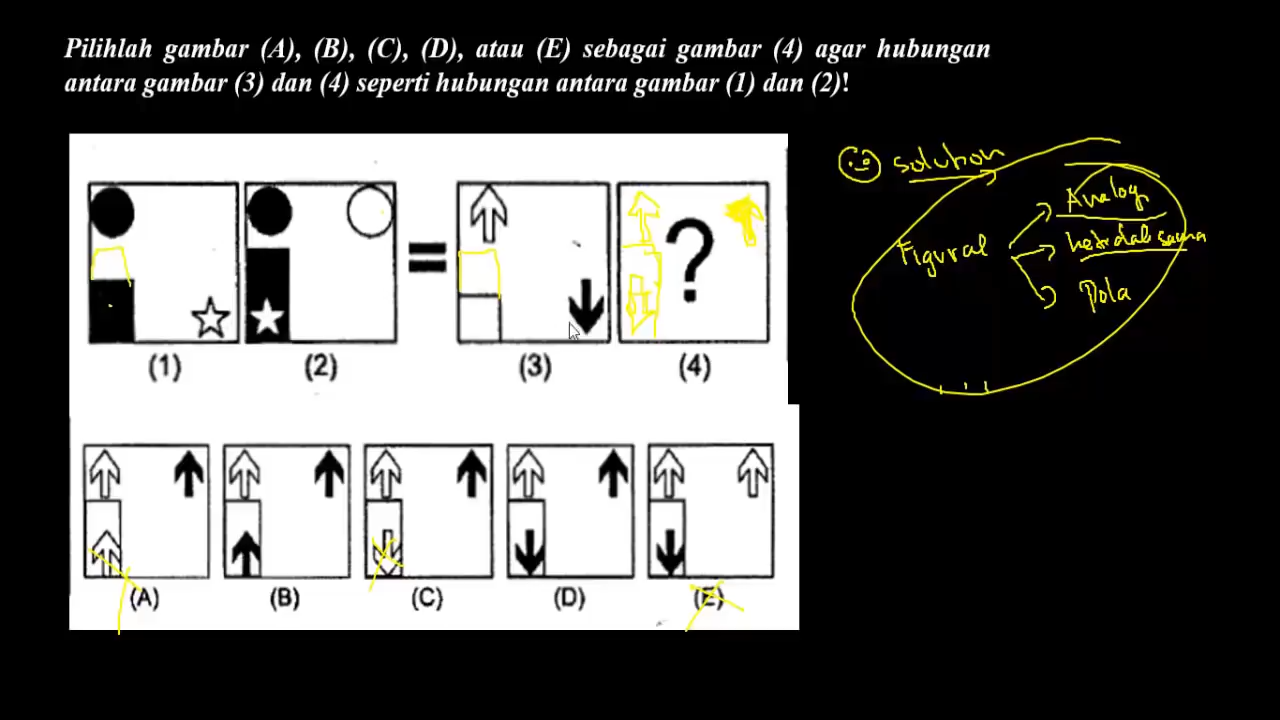 Pilihlah gambar (A), (B), (C), (D), atau (E) sebagai gambar (4) agar hubungan
antara gambar (3) dan (4) seperti hubungan antara gambar (1) dan (2)!
solution
Analogi
Figural
Pola
=
?
(1) (2) (3) (4)
(A) (B) (C) (D) (E)